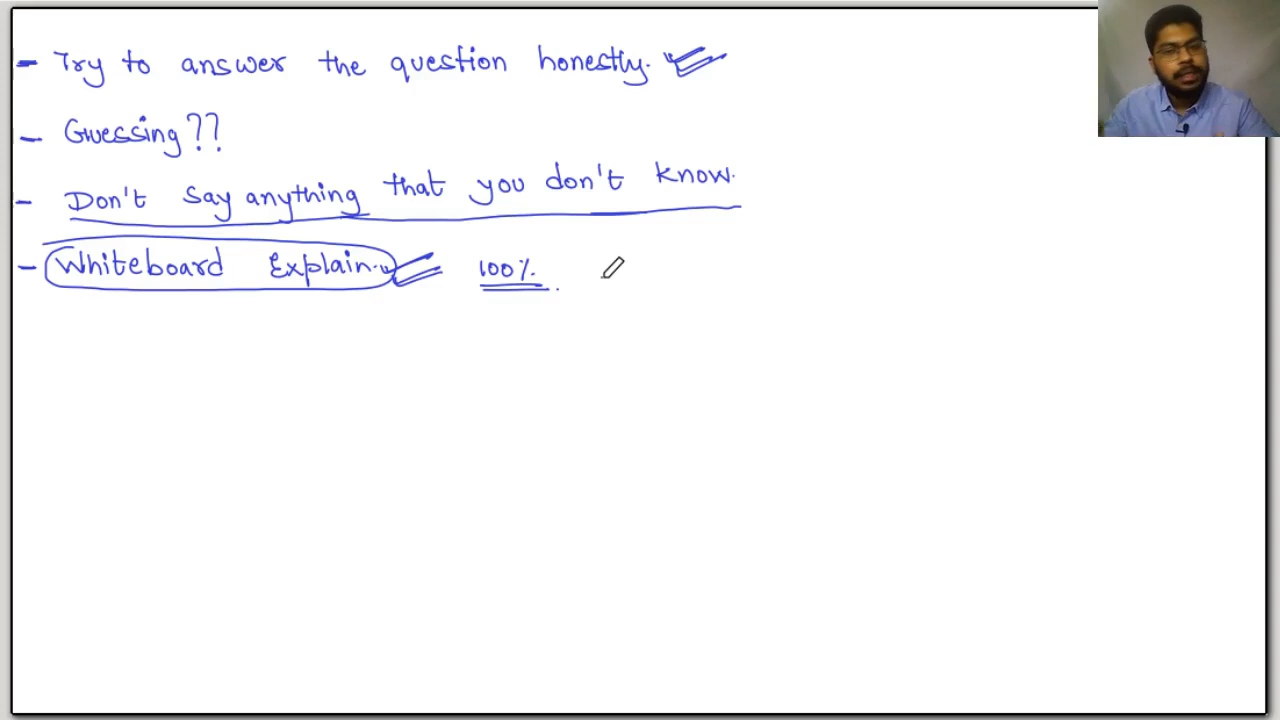 - Try to answer the question honestly.
- Guessing??
- Don't say anything that you don't know.
- Whiteboard Explain. 100%.